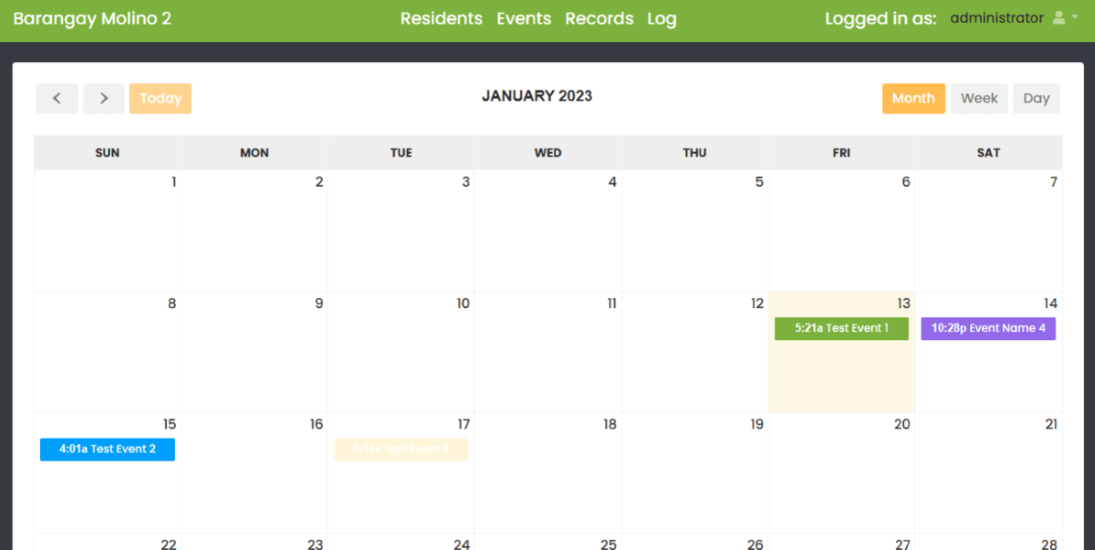 Barangay Molino 2 Residents Events Records Log Logged in as: administrator
Today JANUARY 2023 Month Week Day
SUN MON TUE WED THU FRI SAT
1 2 3 4 5 6 7
8 9 10 11 12 13 14
5:21a Test Event 1 10:28p Event Name 4
15 16 17 18 19 20 21
4:01a Test Event 2 Test Event 3
22 23 24 25 26 27 28